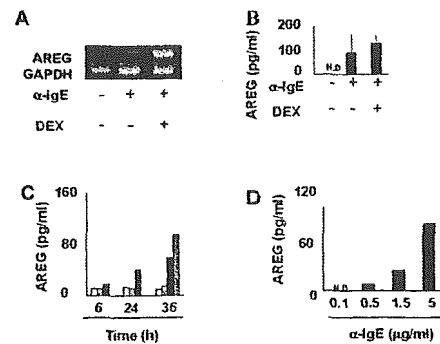 A
AREG
GAPDH
α-IgE - + +
DEX - - +
B
AREG (pg/ml)
200
100
0
N.D
α-IgE - + +
DEX - - +
C
AREG (pg/ml)
160
80
0
6 24 36
Time (h)
D
AREG (pg/ml)
120
60
0
N.D
0.1 0.5 1.5 5
α-IgE (µg/ml)